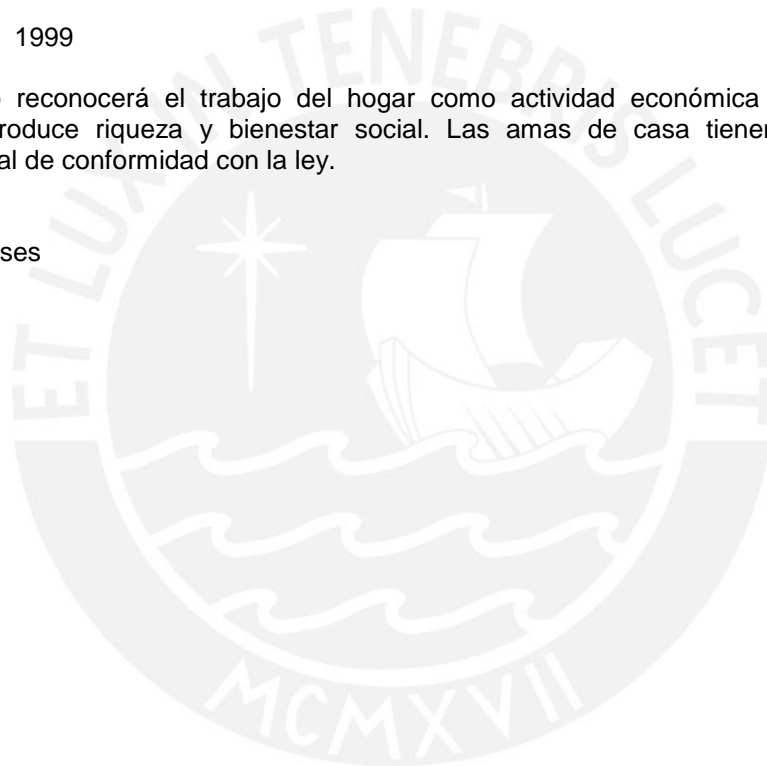 1999
reconocerá el trabajo del hogar como actividad económica
roduce riqueza y bienestar social. Las amas de casa
al de conformidad con la ley.
ses
ET LUX IN TENEBRIS LUCET
MCMXVII